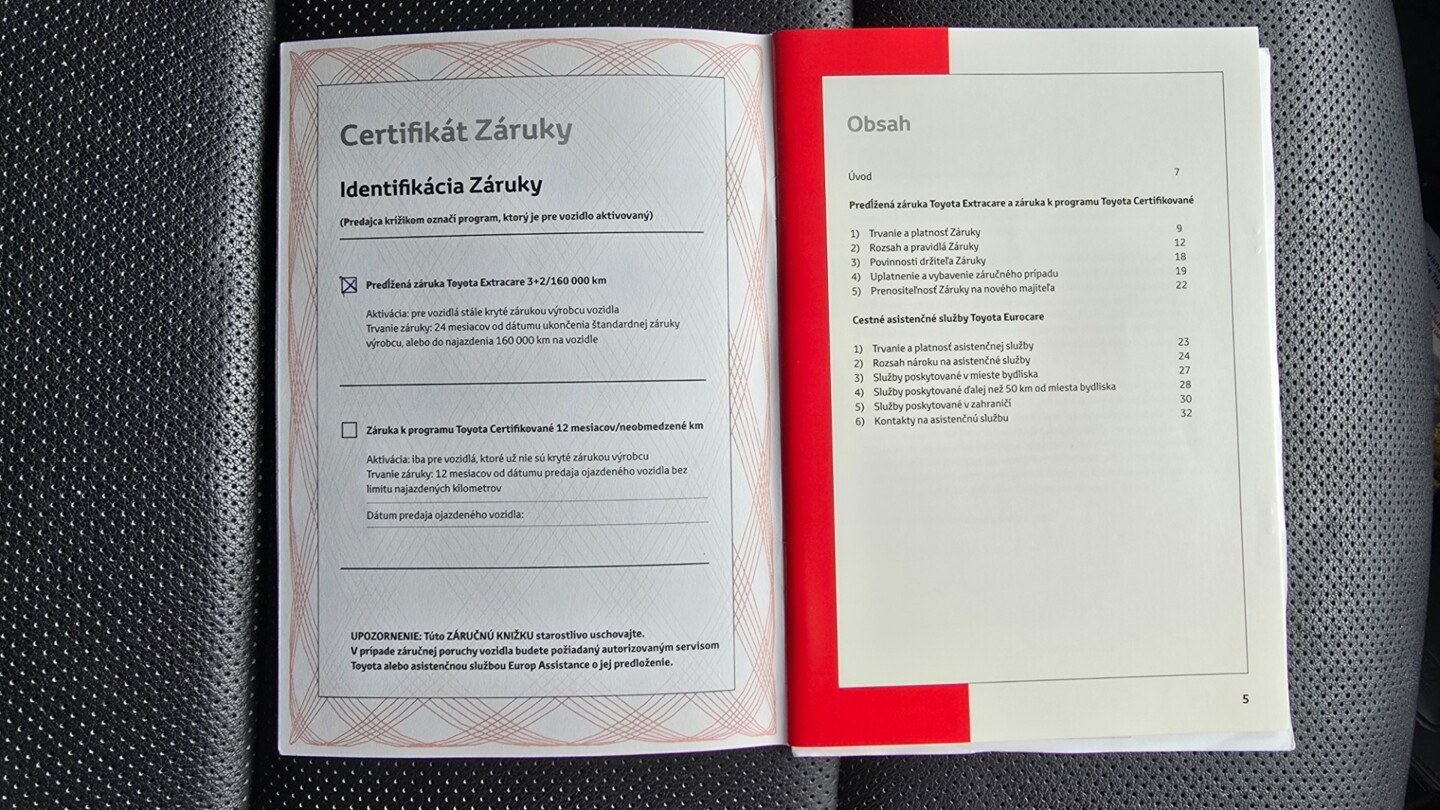 Certifikát Záruky
Identifikácia Záruky
(Predajca krížikom označí program, ktorý je pre vozidlo aktivovaný)
Predĺžená záruka Toyota Extracare 3+2/160 000 km
Aktivácia: pre vozidlá stále kryté zárukou výrobcu vozidla
Trvanie záruky: 24 mesiacov od dátumu ukončenia štandardnej záruky
výrobcu, alebo do najazdenia 160 000 km na vozidle
Záruka k programu Toyota Certifikované 12 mesiacov/neobmedzené km
Aktivácia: iba pre vozidlá, ktoré už nie sú kryté zárukou výrobcu
Trvanie záruky: 12 mesiacov od dátumu predaja ojazdeného vozidla bez
limitu najazdených kilometrov
Dátum predaja ojazdeného vozidla:
UPOZORNENIE: Túto ZÁRUČNÚ KNIŽKU starostlivo uschovajte.
V prípade záručnej poruchy vozidla budete požiadaný autorizovaným servisom
Toyota alebo asistenčnou službou Europ Assistance o jej predloženie.
Obsah
Úvod 7
Predĺžená záruka Toyota Extracare a záruka k programu Toyota Certifikované
1) Trvanie a platnosť Záruky 9
2) Rozsah a pravidlá Záruky 12
3) Povinnosti držiteľa Záruky 18
4) Uplatnenie a vybavenie záručného prípadu 19
5) Prenositeľnosť Záruky na nového majiteľa 22
Cestné asistenčné služby Toyota Eurocare
1) Trvanie a platnosť asistenčnej služby 23
2) Rozsah nároku na asistenčné služby 24
3) Služby poskytované v mieste bydliska 27
4) Služby poskytované ďalej než 50 km od miesta bydliska 28
5) Služby poskytované v zahraničí 30
6) Kontakty na asistenčnú službu 32
5